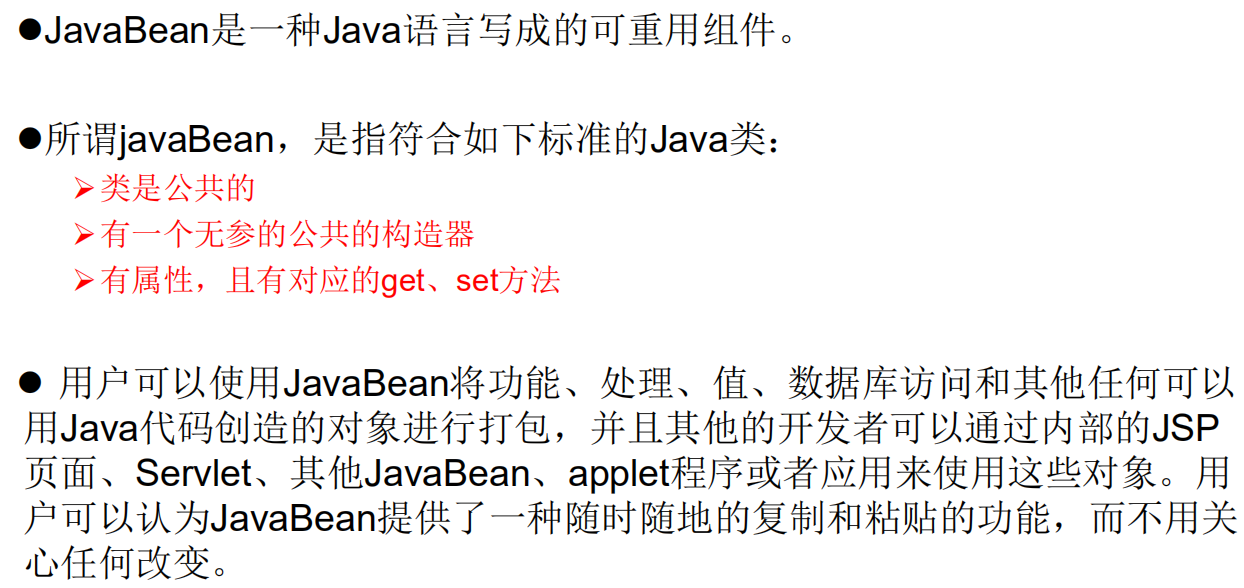 ●JavaBean是一种Java语言写成的可重用组件。
●所谓javaBean，是指符合如下标准的Java类：
➢类是公共的
➢有一个无参的公共的构造器
➢有属性，且有对应的get、set方法
● 用户可以使用JavaBean将功能、处理、值、数据库访问和其他任何可以
用Java代码创造的对象进行打包，并且其他的开发者可以通过内部的JSP
页面、Servlet、其他JavaBean、applet程序或者应用来使用这些对象。用
户可以认为JavaBean提供了一种随时随地的复制和粘贴的功能，而不用关
心任何改变。